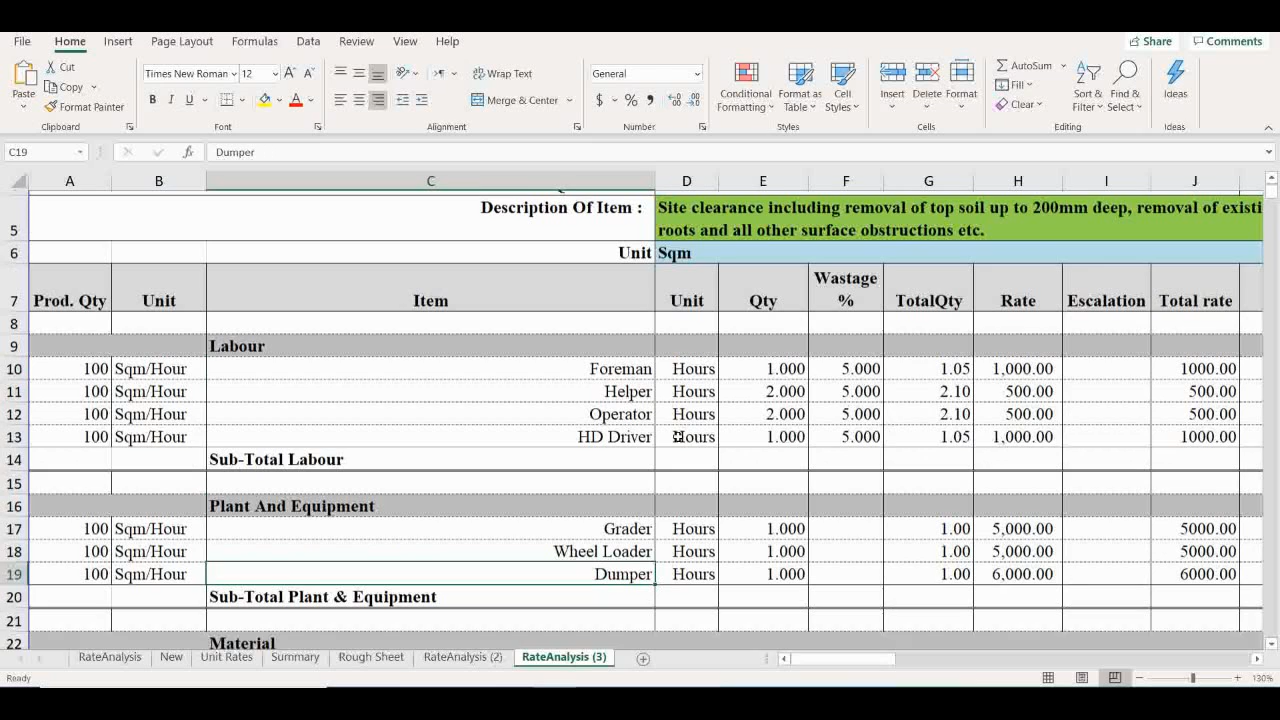 File Home Insert Page Layout Formulas Data Review View Help Share Comments
Cut
Copy
Format Painter
Paste
Times New Roman 12
B I U
Wrap Text
Merge & Center
General
$ %
Conditional Formatting
Format as Table
Cell Styles
Insert Delete Format
AutoSum
Fill
Clear
Sort & Filter
Find & Select
Ideas
Clipboard Font Alignment Number Styles Cells Editing Ideas
C19 fx Dumper
A B C D E F G H I J
5 Description Of Item : Site clearance including removal of top soil up to 200mm deep, removal of existi
roots and all other surface obstructions etc.
6 Unit Sqm
7 Prod. Qty Unit Item Unit Qty Wastage % TotalQty Rate Escalation Total rate
8
9 Labour
10 100 Sqm/Hour Foreman Hours 1.000 5.000 1.05 1,000.00 1000.00
11 100 Sqm/Hour Helper Hours 2.000 5.000 2.10 500.00 500.00
12 100 Sqm/Hour Operator Hours 2.000 5.000 2.10 500.00 500.00
13 100 Sqm/Hour HD Driver Hours 1.000 5.000 1.05 1,000.00 1000.00
14 Sub-Total Labour
15
16 Plant And Equipment
17 100 Sqm/Hour Grader Hours 1.000 1.00 5,000.00 5000.00
18 100 Sqm/Hour Wheel Loader Hours 1.000 1.00 5,000.00 5000.00
19 100 Sqm/Hour Dumper Hours 1.000 1.00 6,000.00 6000.00
20 Sub-Total Plant & Equipment
21
22 Material
RateAnalysis New Unit Rates Summary Rough Sheet RateAnalysis (2) RateAnalysis (3)
Ready 130%